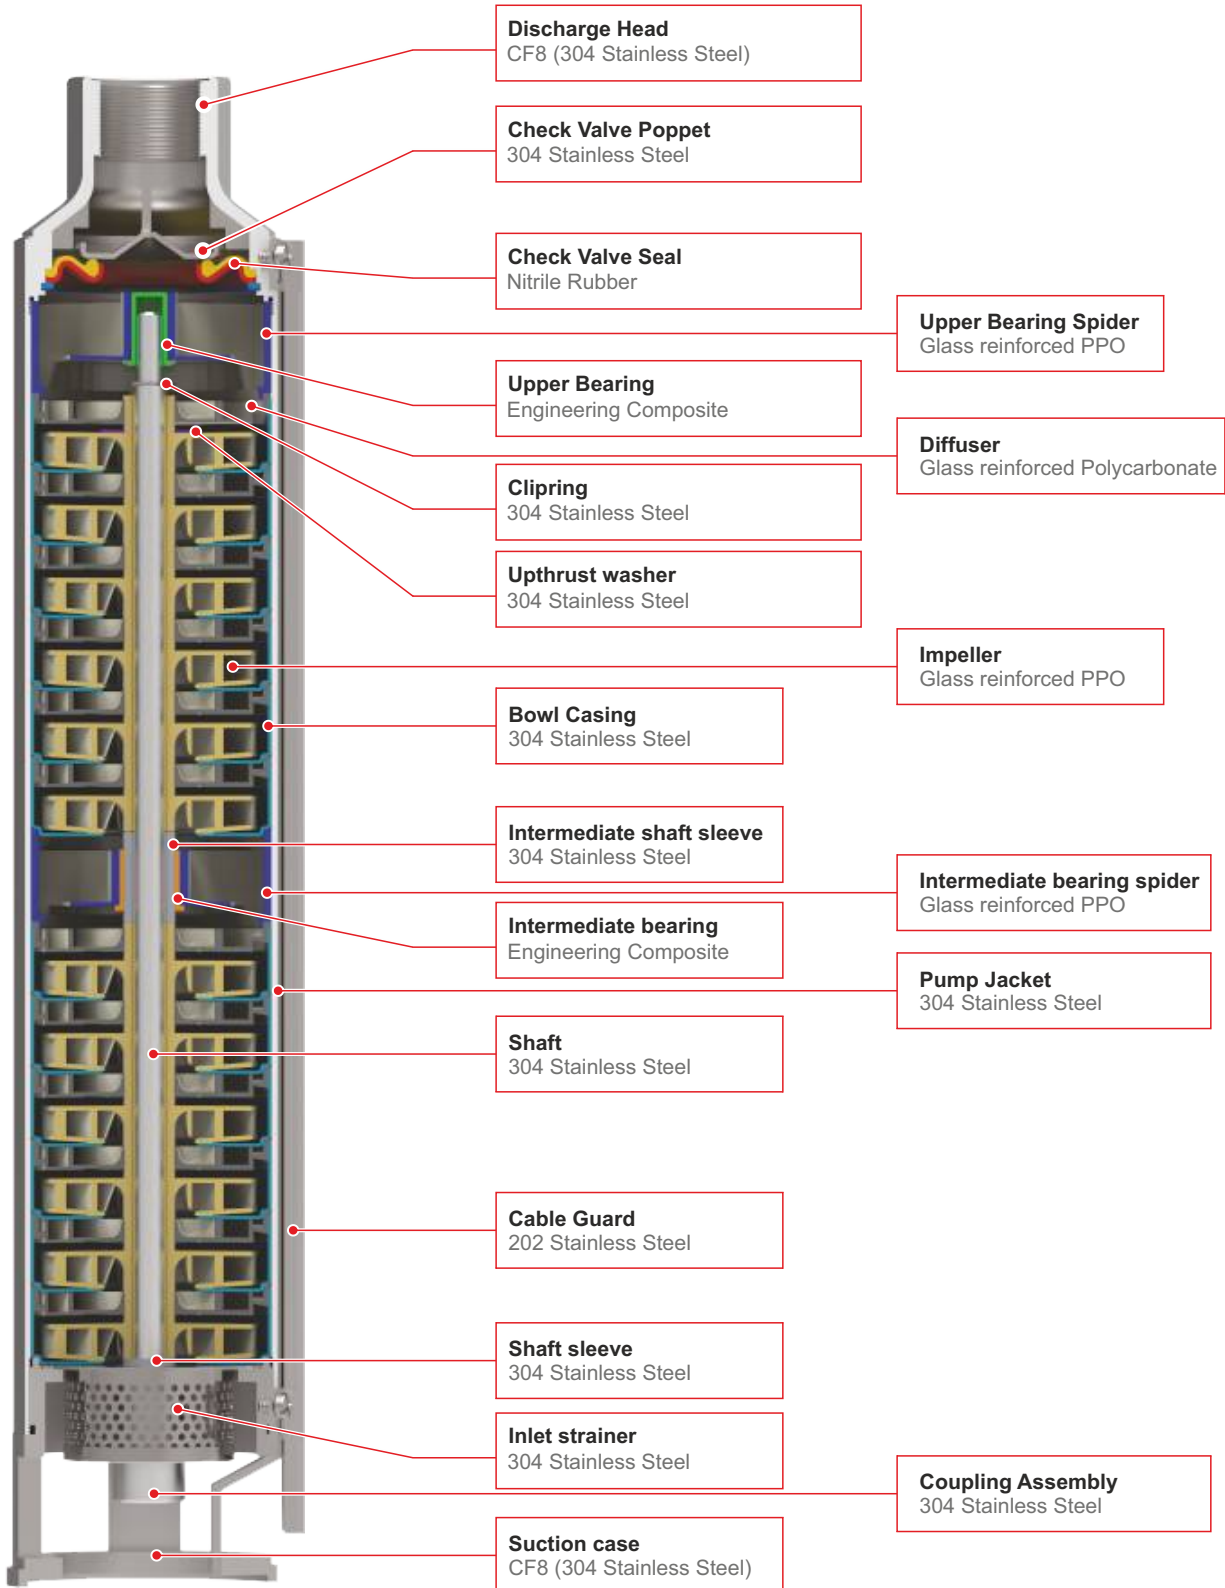 Discharge Head
CF8 (304 Stainless Steel)
Check Valve Poppet
304 Stainless Steel
Check Valve Seal
Nitrile Rubber
Upper Bearing Spider
Glass reinforced PPO
Upper Bearing
Engineering Composite
Diffuser
Glass reinforced Polycarbonate
Clipring
304 Stainless Steel
Upthrust washer
304 Stainless Steel
Impeller
Glass reinforced PPO
Bowl Casing
304 Stainless Steel
Intermediate shaft sleeve
304 Stainless Steel
Intermediate bearing spider
Glass reinforced PPO
Intermediate bearing
Engineering Composite
Pump Jacket
304 Stainless Steel
Shaft
304 Stainless Steel
Cable Guard
202 Stainless Steel
Shaft sleeve
304 Stainless Steel
Inlet strainer
304 Stainless Steel
Coupling Assembly
304 Stainless Steel
Suction case
CF8 (304 Stainless Steel)